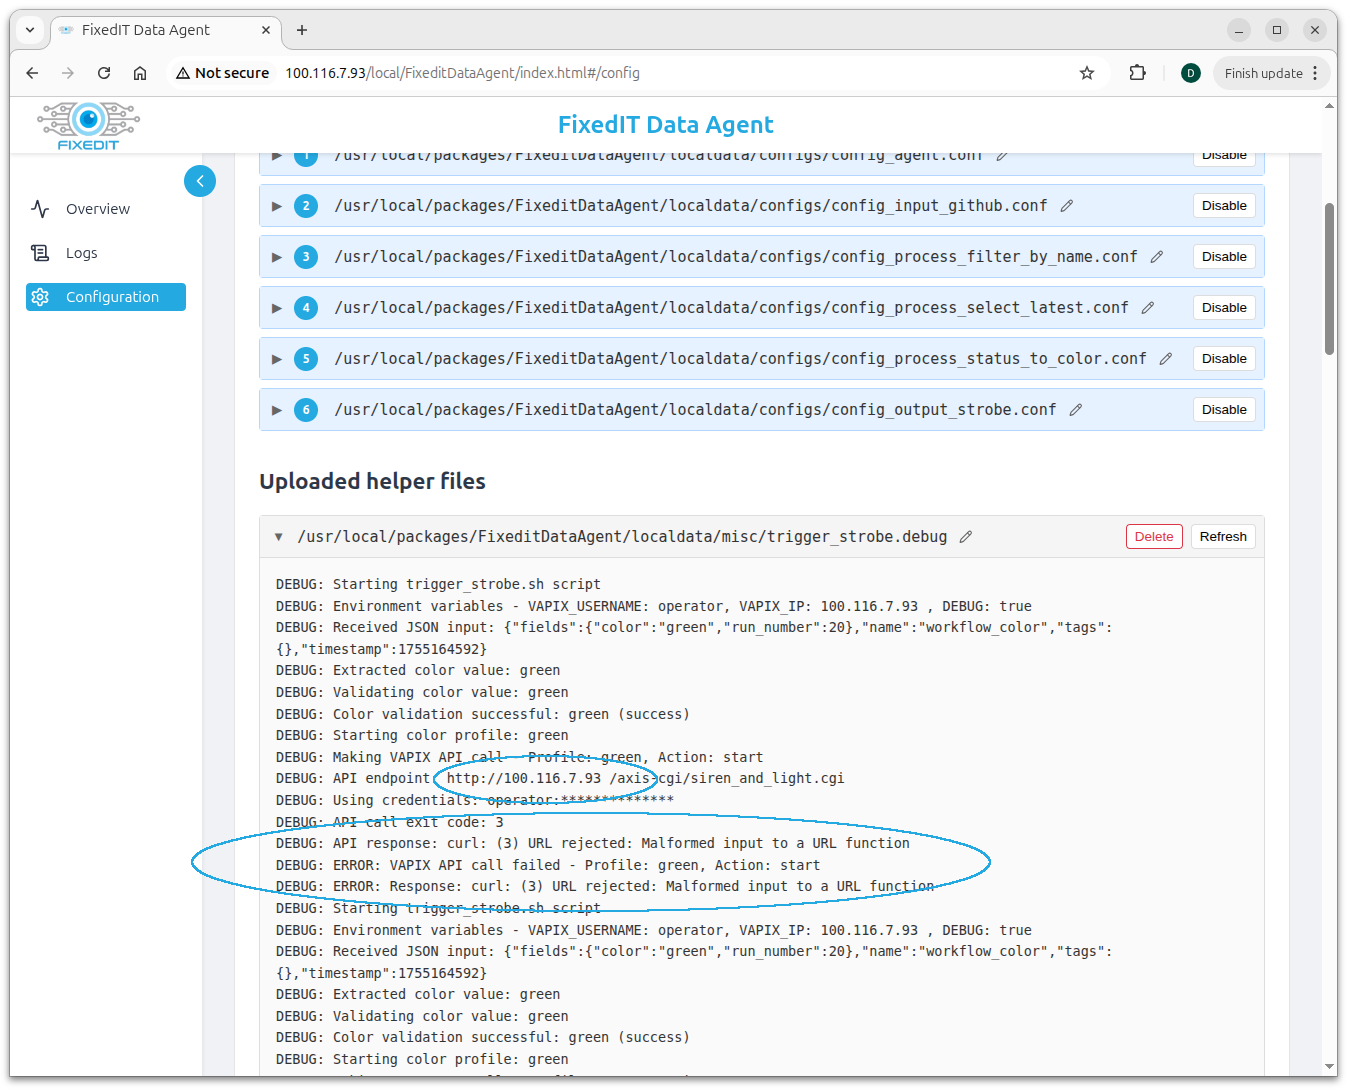 FixedIT Data Agent
Not secure
100.116.7.93/local/FixeditDataAgent/index.html#/config
D
Finish update
FIXEDIT
FixedIT Data Agent
Overview
Logs
Configuration
1 /usr/local/packages/FixeditDataAgent/localdata/configs/config_agent.conf Disable
2 /usr/local/packages/FixeditDataAgent/localdata/configs/config_input_github.conf Disable
3 /usr/local/packages/FixeditDataAgent/localdata/configs/config_process_filter_by_name.conf Disable
4 /usr/local/packages/FixeditDataAgent/localdata/configs/config_process_select_latest.conf Disable
5 /usr/local/packages/FixeditDataAgent/localdata/configs/config_process_status_to_color.conf Disable
6 /usr/local/packages/FixeditDataAgent/localdata/configs/config_output_strobe.conf Disable
Uploaded helper files
/usr/local/packages/FixeditDataAgent/localdata/misc/trigger_strobe.debug Delete Refresh
DEBUG: Starting trigger_strobe.sh script
DEBUG: Environment variables - VAPIX_USERNAME: operator, VAPIX_IP: 100.116.7.93 , DEBUG: true
DEBUG: Received JSON input: {"fields":{"color":"green","run_number":20},"name":"workflow_color","tags":
{},"timestamp":1755164592}
DEBUG: Extracted color value: green
DEBUG: Validating color value: green
DEBUG: Color validation successful: green (success)
DEBUG: Starting color profile: green
DEBUG: Making VAPIX API call - Profile: green, Action: start
DEBUG: API endpoint: http://100.116.7.93 /axis-cgi/siren_and_light.cgi
DEBUG: Using credentials: operator:**************
DEBUG: API call exit code: 3
DEBUG: API response: curl: (3) URL rejected: Malformed input to a URL function
DEBUG: ERROR: VAPIX API call failed - Profile: green, Action: start
DEBUG: ERROR: Response: curl: (3) URL rejected: Malformed input to a URL function
DEBUG: Starting trigger_strobe.sh script
DEBUG: Environment variables - VAPIX_USERNAME: operator, VAPIX_IP: 100.116.7.93 , DEBUG: true
DEBUG: Received JSON input: {"fields":{"color":"green","run_number":20},"name":"workflow_color","tags":
{},"timestamp":1755164592}
DEBUG: Extracted color value: green
DEBUG: Validating color value: green
DEBUG: Color validation successful: green (success)
DEBUG: Starting color profile: green